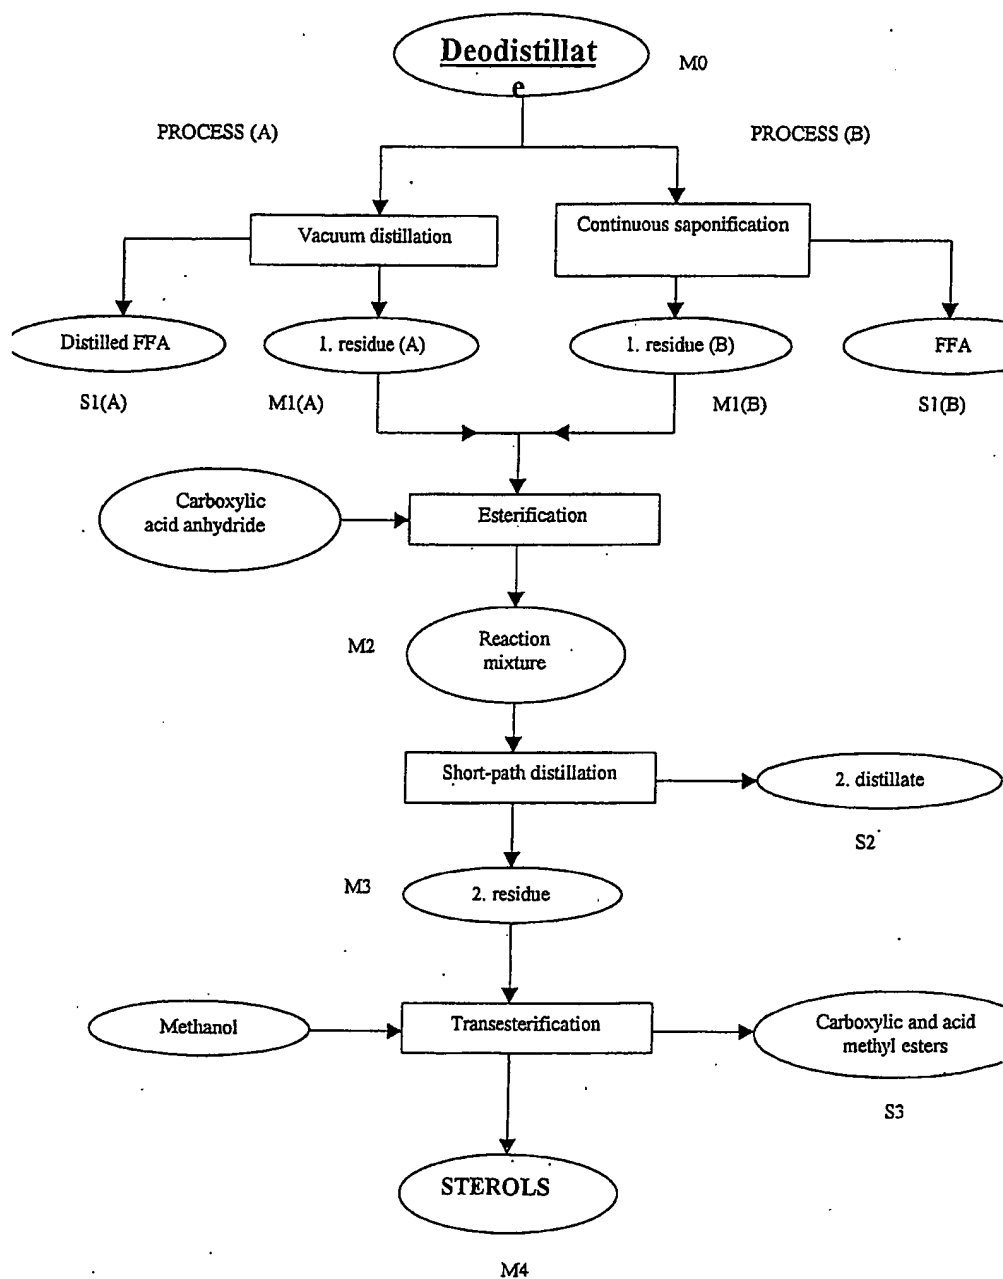 Deodistillat
e
M0
PROCESS (A)
PROCESS (B)
Vacuum distillation
Continuous saponification
Distilled FFA
1. residue (A)
1. residue (B)
FFA
S1(A)
M1(A)
M1(B)
S1(B)
Carboxylic
acid anhydride
Esterification
M2
Reaction
mixture
Short-path distillation
2. distillate
S2
M3
2. residue
Methanol
Transesterification
Carboxylic and acid
methyl esters
S3
STEROLS
M4